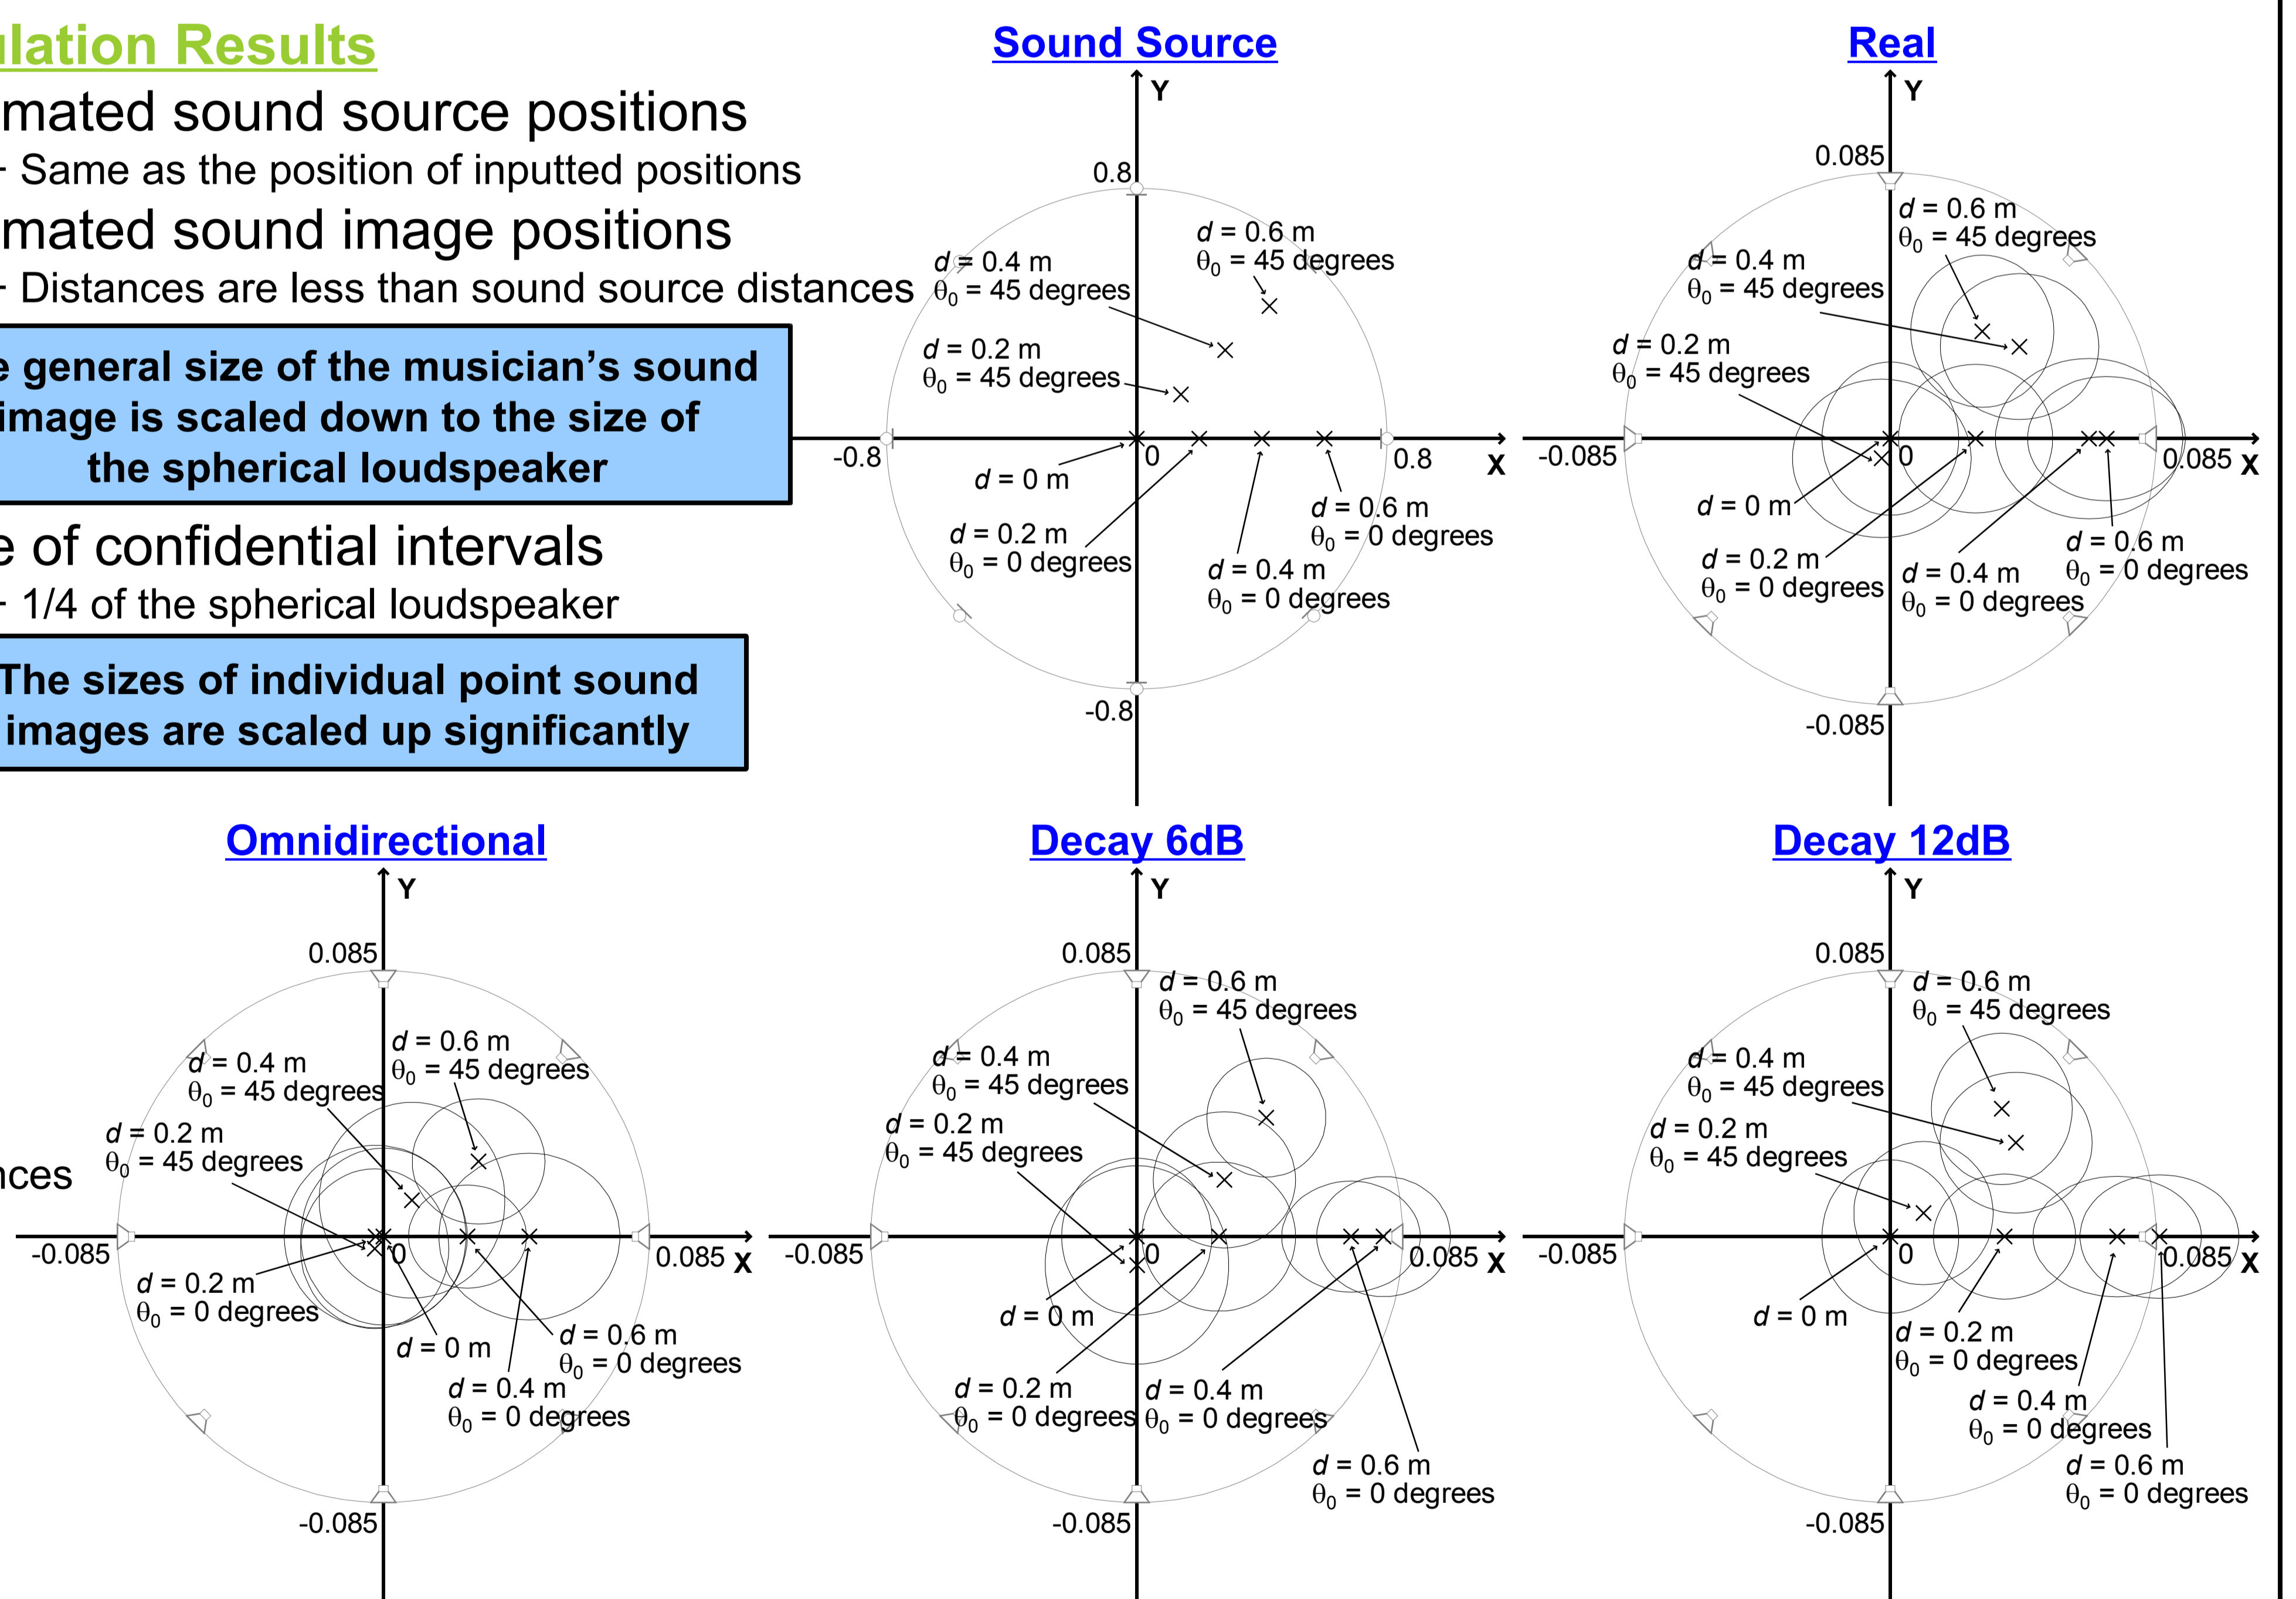 ulation Results
mated sound source positions
– Same as the position of inputted positions
mated sound image positions
– Distances are less than sound source distances
e general size of the musician’s sound
image is scaled down to the size of
the spherical loudspeaker
e of confidential intervals
– 1/4 of the spherical loudspeaker
The sizes of individual point sound
images are scaled up significantly
Sound Source
Y
0.8
d = 0.6 m
θ0 = 45 degrees
d = 0.4 m
θ0 = 45 degrees
d = 0.2 m
θ0 = 45 degrees
-0.8
0
0.8
X
d = 0 m
d = 0.2 m
θ0 = 0 degrees
d = 0.6 m
θ0 = 0 degrees
d = 0.4 m
θ0 = 0 degrees
-0.8
Real
Y
0.085
d = 0.6 m
θ0 = 45 degrees
d = 0.4 m
θ0 = 45 degrees
d = 0.2 m
θ0 = 45 degrees
-0.085
0
0.085
X
d = 0 m
d = 0.2 m
θ0 = 0 degrees
d = 0.4 m
θ0 = 0 degrees
d = 0.6 m
θ0 = 0 degrees
-0.085
nces
Omnidirectional
Y
0.085
d = 0.6 m
θ0 = 45 degrees
d = 0.4 m
θ0 = 45 degrees
d = 0.2 m
θ0 = 45 degrees
-0.085
0
0.085
X
d = 0.2 m
θ0 = 0 degrees
d = 0 m
d = 0.6 m
θ0 = 0 degrees
d = 0.4 m
θ0 = 0 degrees
-0.085
Decay 6dB
Y
0.085
d = 0.6 m
θ0 = 45 degrees
d = 0.4 m
θ0 = 45 degrees
d = 0.2 m
θ0 = 45 degrees
-0.085
0
0.085
X
d = 0 m
d = 0.2 m
θ0 = 0 degrees
d = 0.4 m
θ0 = 0 degrees
d = 0.6 m
θ0 = 0 degrees
-0.085
Decay 12dB
Y
0.085
d = 0.6 m
θ0 = 45 degrees
d = 0.4 m
θ0 = 45 degrees
d = 0.2 m
θ0 = 45 degrees
-0.085
0
0.085
X
d = 0 m
d = 0.2 m
θ0 = 0 degrees
d = 0.4 m
θ0 = 0 degrees
d = 0.6 m
θ0 = 0 degrees
-0.085